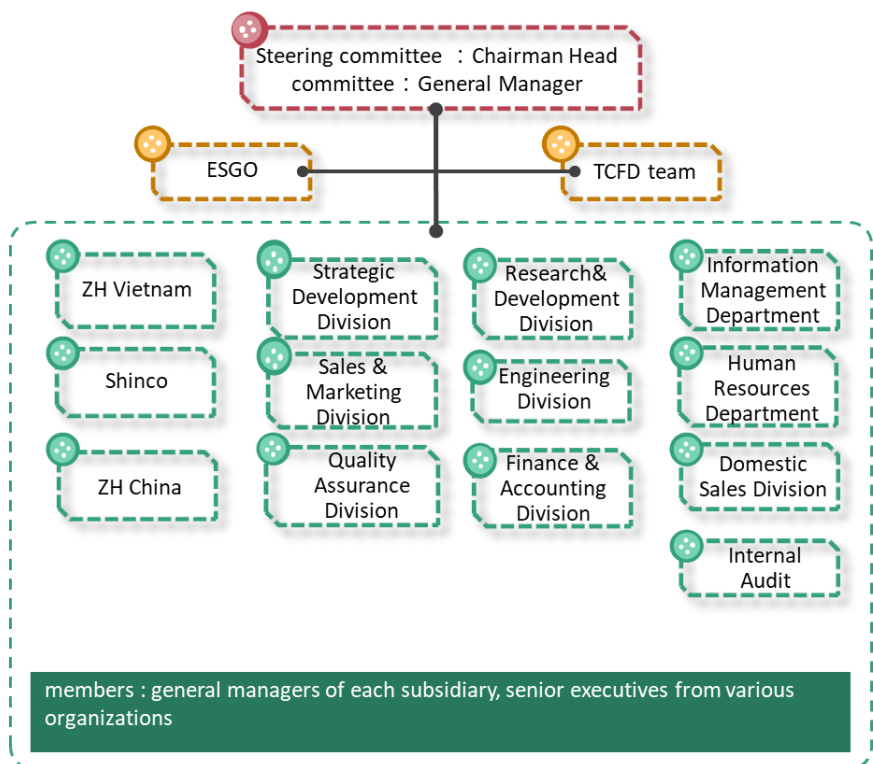 Steering committee ：Chairman Head
committee：General Manager
ESGO
TCFD team
ZH Vietnam
Shinco
ZH China
Strategic
Development
Division
Sales &
Marketing
Division
Quality
Assurance
Division
Research&
Development
Division
Engineering
Division
Finance &
Accounting
Division
Information
Management
Department
Human
Resources
Department
Domestic
Sales Division
Internal
Audit
members : general managers of each subsidiary, senior executives from various
organizations